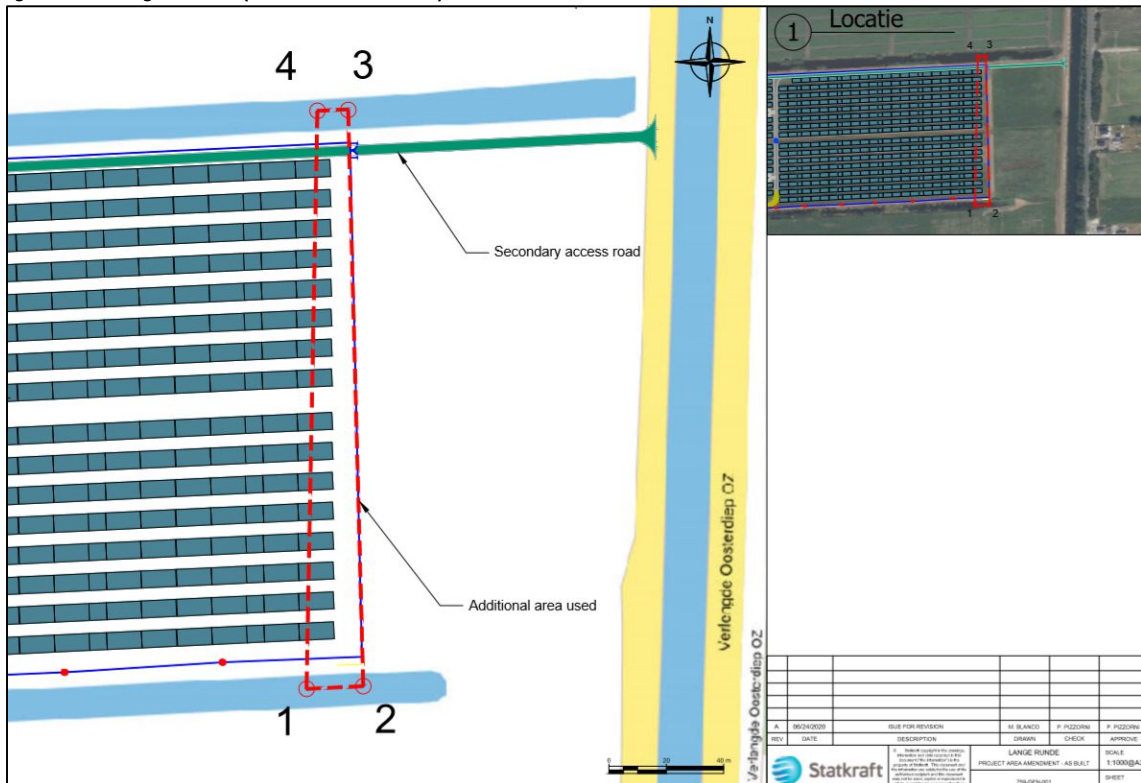 4 3
N
1 Locatie
4 3
1 2
Secondary access road
Additional area used
Verlengde Oosterdiep OZ
Verlengde Oosterdiep OZ
1 2
0 20 40 m
A 06/24/2020 ISUE FOR REVISION M. BLANCO P. PIZZORNI P. PIZZORNI
REV DATE DESCRIPTION DRAWN CHECK APPROVE
Statkraft
LANGE RUNDE
PROJECT AREA AMENDMENT - AS BUILT
SCALE
1:1000@A3
SHEET